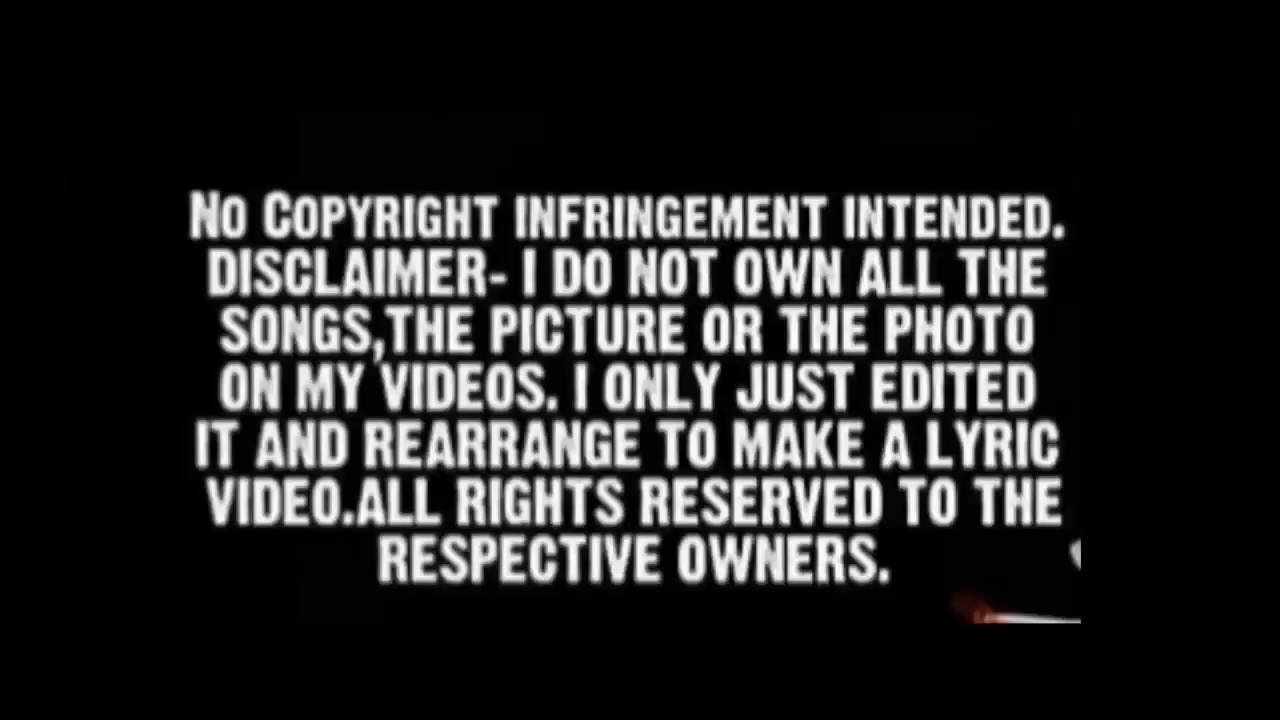 No Copyright infringement intended.
DISCLAIMER- I DO NOT OWN ALL THE
SONGS,THE PICTURE OR THE PHOTO
ON MY VIDEOS. I ONLY JUST EDITED
IT AND REARRANGE TO MAKE A LYRIC
VIDEO.ALL RIGHTS RESERVED TO THE
RESPECTIVE OWNERS.